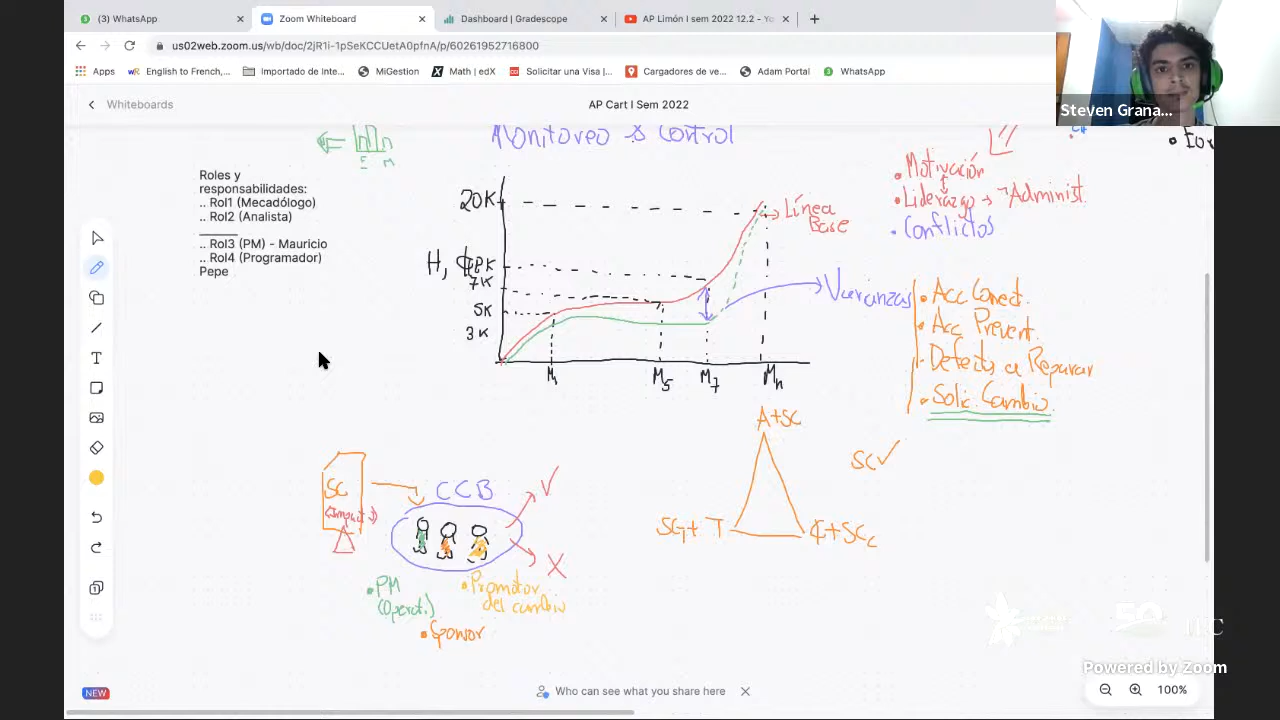 (3) WhatsApp
Zoom Whiteboard
Dashboard | Gradescope
AP Limón I sem 2022 12.2 - Yo
us02web.zoom.us/wb/doc/2jR1i-1pSeKCCUetA0pfnA/p/60261952716800
Apps
English to French,...
Importado de Inte...
MiGestion
Math | edX
Solicitar una Visa |...
Cargadores de ve...
Adam Portal
WhatsApp
Steven Grana...
Whiteboards
AP Cart I Sem 2022
Monitoreo & Control
Roles y
responsabilidades:
.. Rol1 (Mecadólogo)
.. Rol2 (Analista)
.. Rol3 (PM) - Mauricio
.. Rol4 (Programador)
Pepe
20K
7K
5K
3K
M5
M7
Mn
Línea
Base
Varianzas
• Motivación
• Liderazgo → Administ.
• Conflictos
• Acc Correct.
• Acc Prevent.
• Defects a Reparar
• Solic. Cambio
A+SC
SC✓
T
SC
(Impact)
CCB
V
X
• PM
(Operat.)
• Promotor
del cambio
• Sponsor
Powered by Zoom
NEW
Who can see what you share here
100%